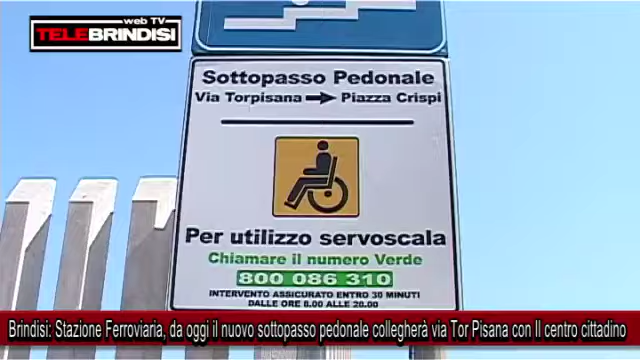 web TV
TELEBRINDISI
Sottopasso Pedonale
Via Torpisana → Piazza Crispi
Per utilizzo servoscala
Chiamare il numero Verde
800 086 310
INTERVENTO ASSICURATO ENTRO 30 MINUTI
DALLE ORE 8.00 ALLE 20.00
Brindisi: Stazione Ferroviaria, da oggi il nuovo sottopasso pedonale collegherà via Tor Pisana con Il centro cittadino